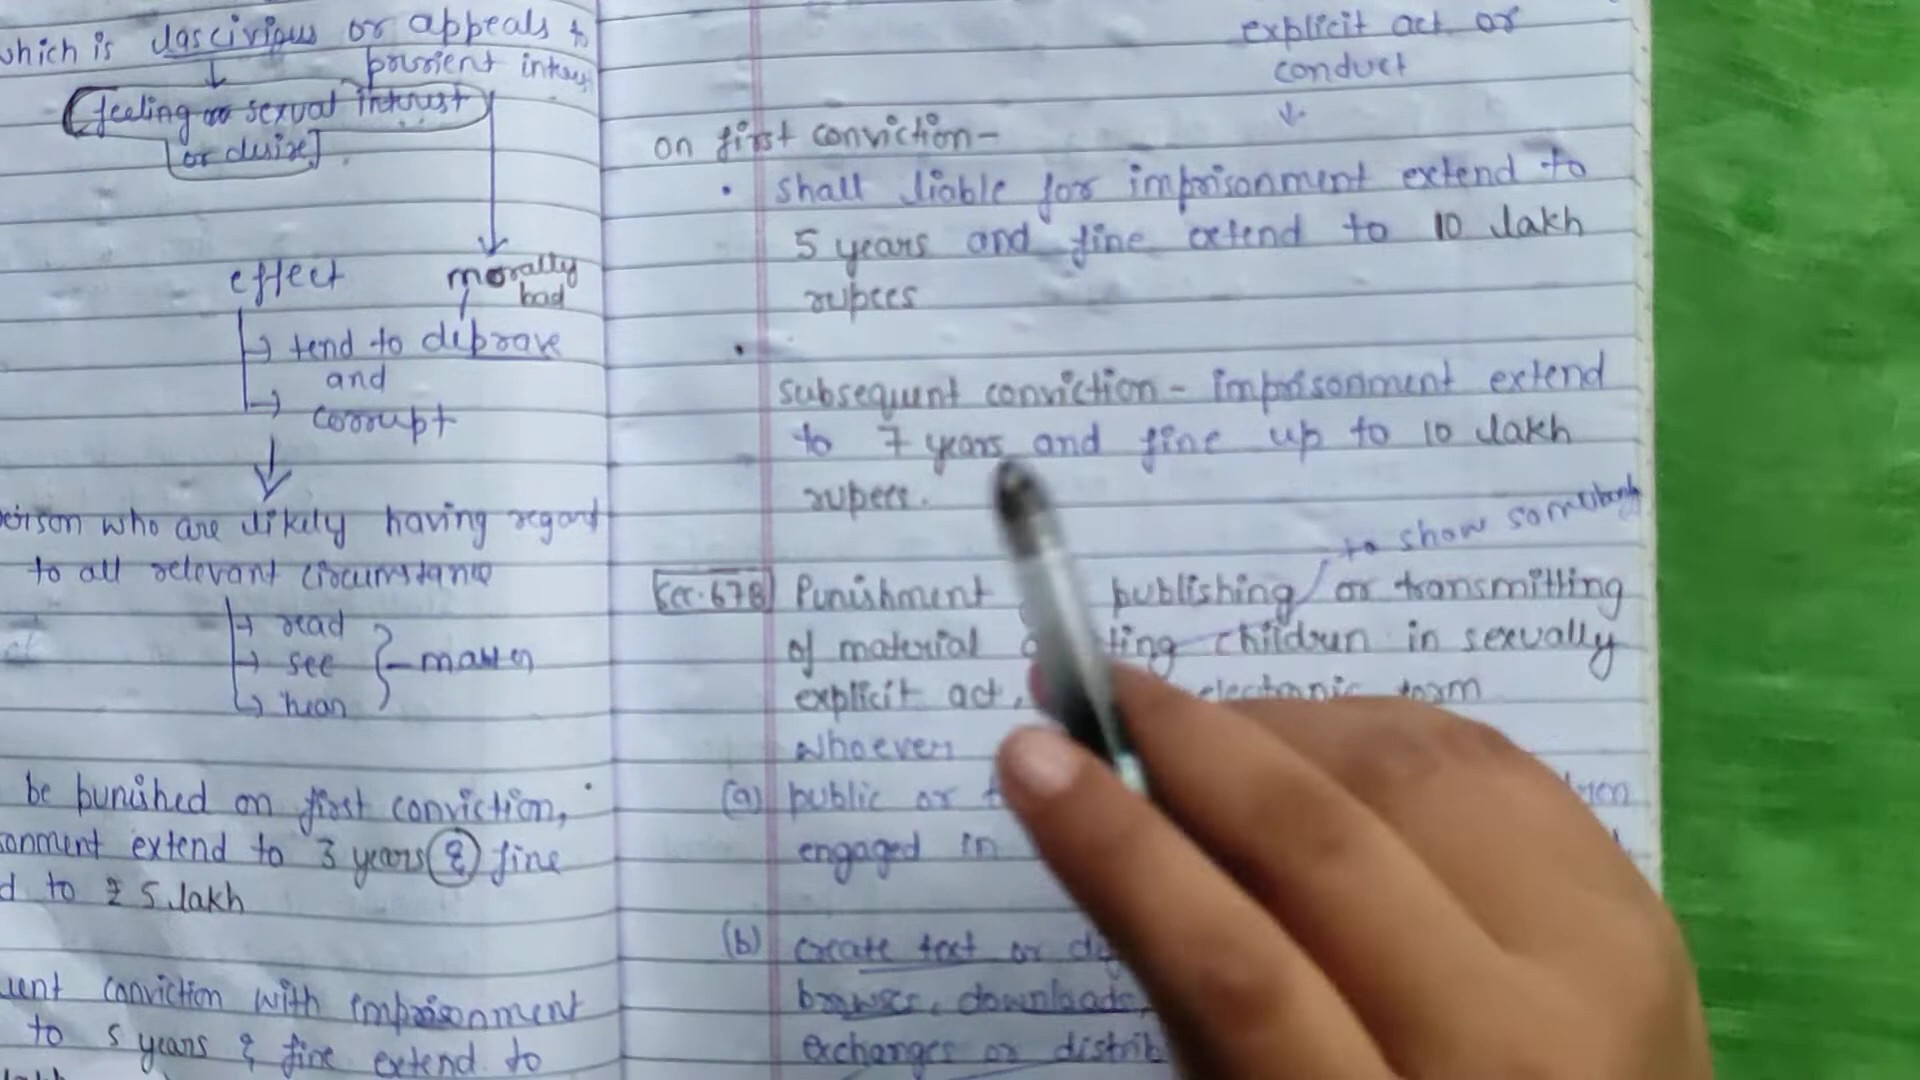 which is lascivious or appeals to
prurient
feeling or sexual interest
or desire]
effect
morally
bad
→ tend to deprave
and
→ corrupt
person who are likely having regard
to all relevant circumstance
→ read
→ see
→ hear
be punished on first conviction,
extend to 3 years & fine
to ₹ 5 lakh
conviction with imprisonment
to 5 years & fine extend to
explicit act or
conduct
on first conviction-
• shall liable for imprisonment extend to
5 years and fine extend to 10 lakh
rupees
subsequent conviction - imprisonment extend
to 7 years and fine up to 10 lakh
rupees.
to show something
Sec.67B Punishment publishing/or transmitting
of material children in sexually
explicit act, electronic form
whoever
(a) public or
engaged in
(b) create text or
browse, downloads,
exchanges or